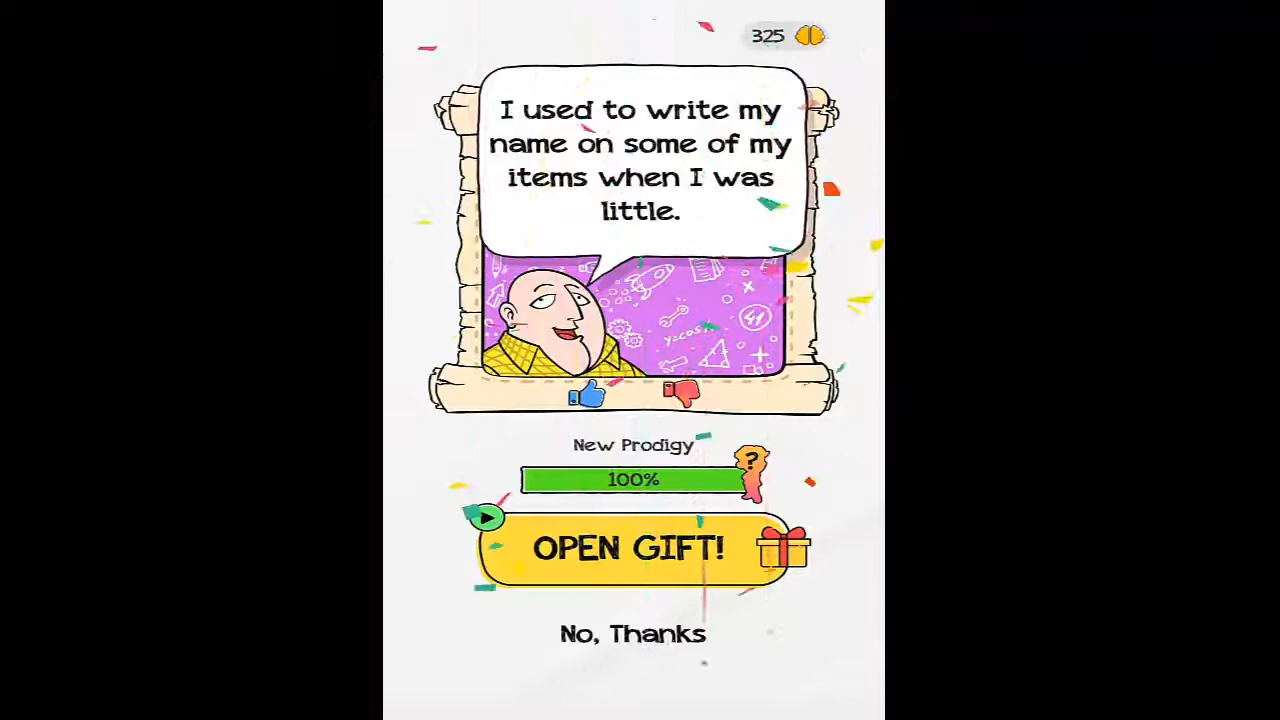 325
I used to write my
name on some of my
items when I was
little.
y=cos
New Prodigy
?
100%
OPEN GIFT!
No, Thanks